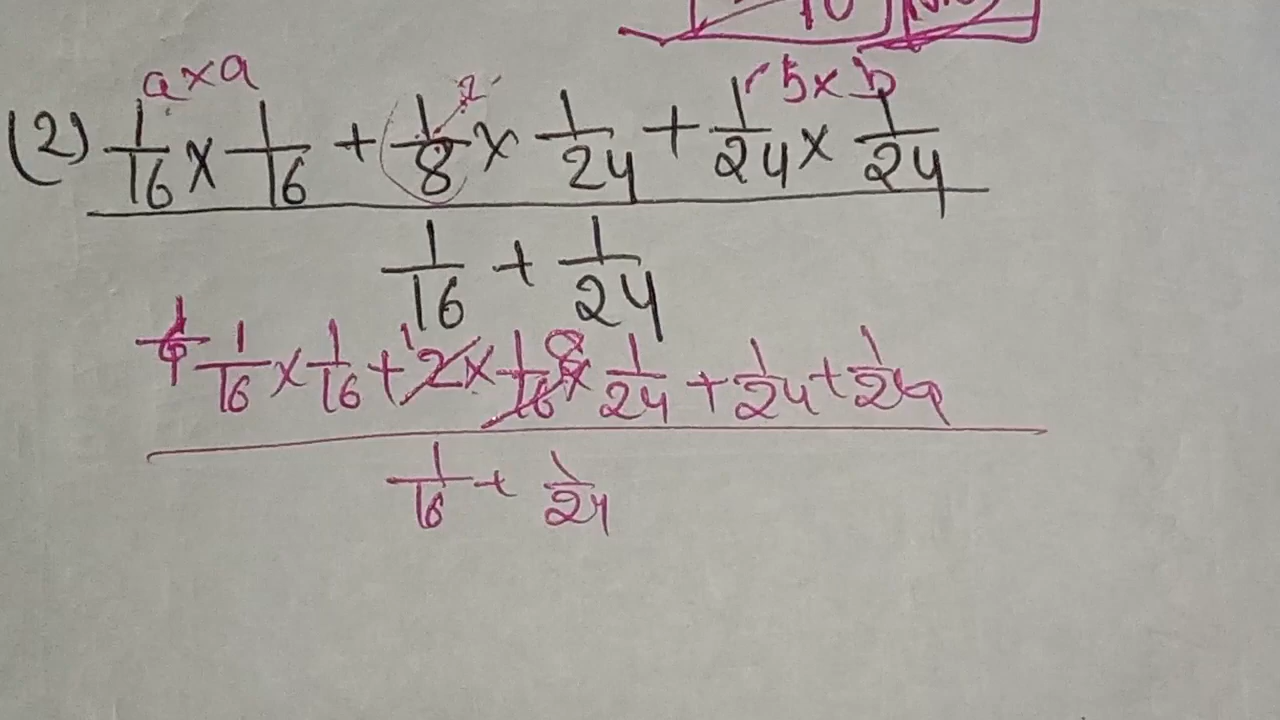 10
a×a 2 b×b
(2) 1/16 × 1/16 + 1/8 × 1/24 + 1/24 × 1/24
1/16 + 1/24
1/16 × 1/16 + 2 × 1/16 × 1/24 + 1/24 + 1/24
1/16 + 1/24